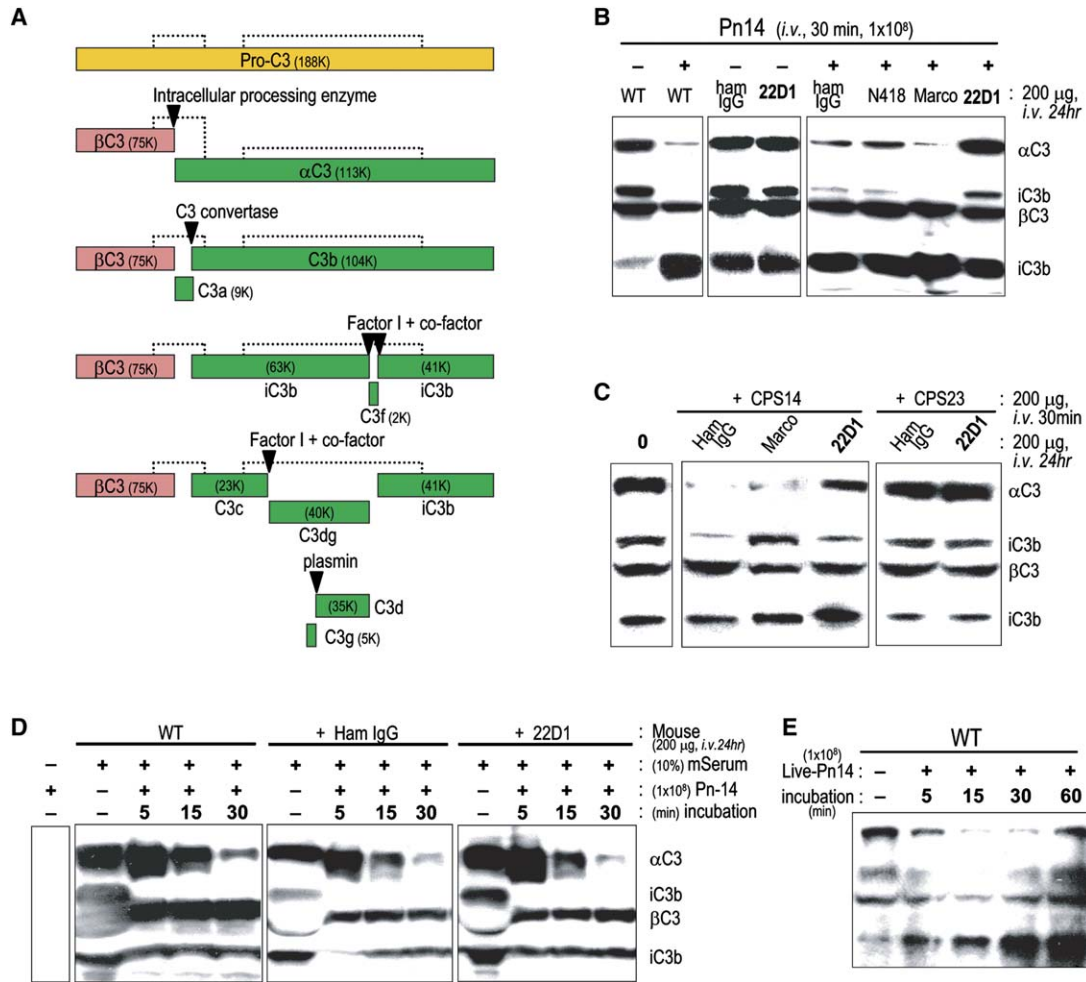 A
Pro-C3 (188K)
Intracellular processing enzyme
βC3 (75K)
αC3 (113K)
C3 convertase
βC3 (75K)
C3b (104K)
C3a (9K)
Factor I + co-factor
βC3 (75K)
(63K)
(41K)
iC3b
iC3b
C3f (2K)
Factor I + co-factor
βC3 (75K)
(23K)
(41K)
C3c
iC3b
(40K)
C3dg
plasmin
(35K)
C3d
C3g (5K)
B
Pn14 (i.v., 30 min, 1x10⁸)
– + – – + + + +
WT WT ham IgG 22D1 ham IgG N418 Marco 22D1 : 200 µg, i.v. 24hr
αC3
iC3b
βC3
iC3b
C
+ CPS14 + CPS23 : 200 µg, i.v. 30min
0 Ham IgG Marco 22D1 Ham IgG 22D1 : 200 µg, i.v. 24hr
αC3
iC3b
βC3
iC3b
D
WT + Ham IgG + 22D1 : Mouse (200 µg, i.v.24hr)
– + + + + + + + + + + + + : (10%) mSerum
+ – + + + – + + + – + + + : (1x10⁸) Pn-14
– – 5 15 30 – 5 15 30 – 5 15 30 : (min) incubation
αC3
iC3b
βC3
iC3b
E
WT
(1x10⁸)
Live-Pn14 : – + + + +
incubation : – 5 15 30 60
(min)